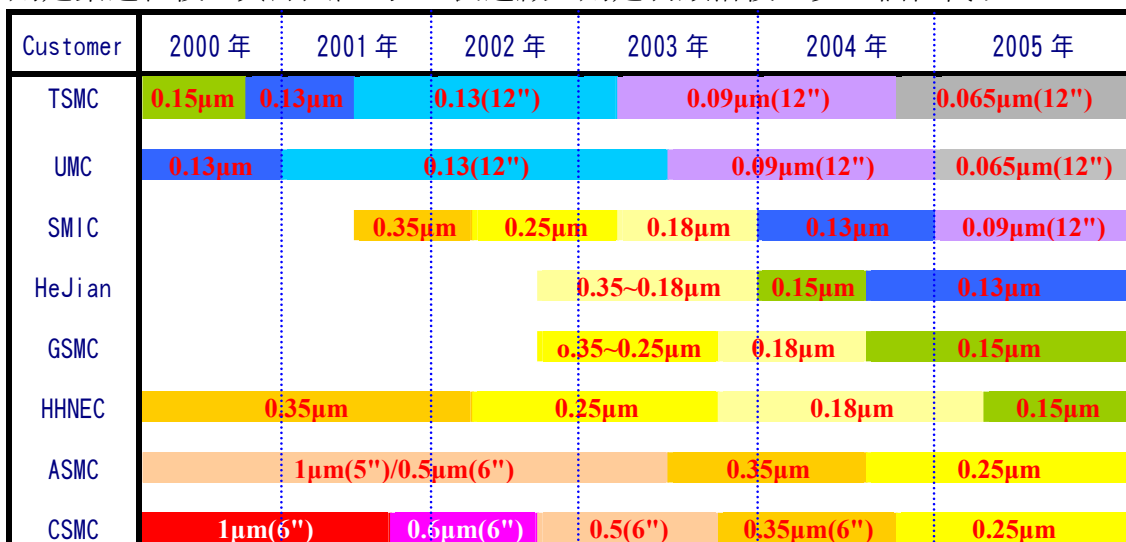 Customer 2000 年 2001 年 2002 年 2003 年 2004 年 2005 年
TSMC 0.15μm 0.13μm 0.13(12") 0.09μm(12") 0.065μm(12")
UMC 0.13μm 0.13(12") 0.09μm(12") 0.065μm(12")
SMIC 0.35μm 0.25μm 0.18μm 0.13μm 0.09μm(12")
HeJian 0.35~0.18μm 0.15μm 0.13μm
GSMC o.35~0.25μm 0.18μm 0.15μm
HHNEC 0.35μm 0.25μm 0.18μm 0.15μm
ASMC 1μm(5")/0.5μm(6") 0.35μm 0.25μm
CSMC 1μm(6") 0.6μm(6") 0.5(6") 0.35μm(6") 0.25μm